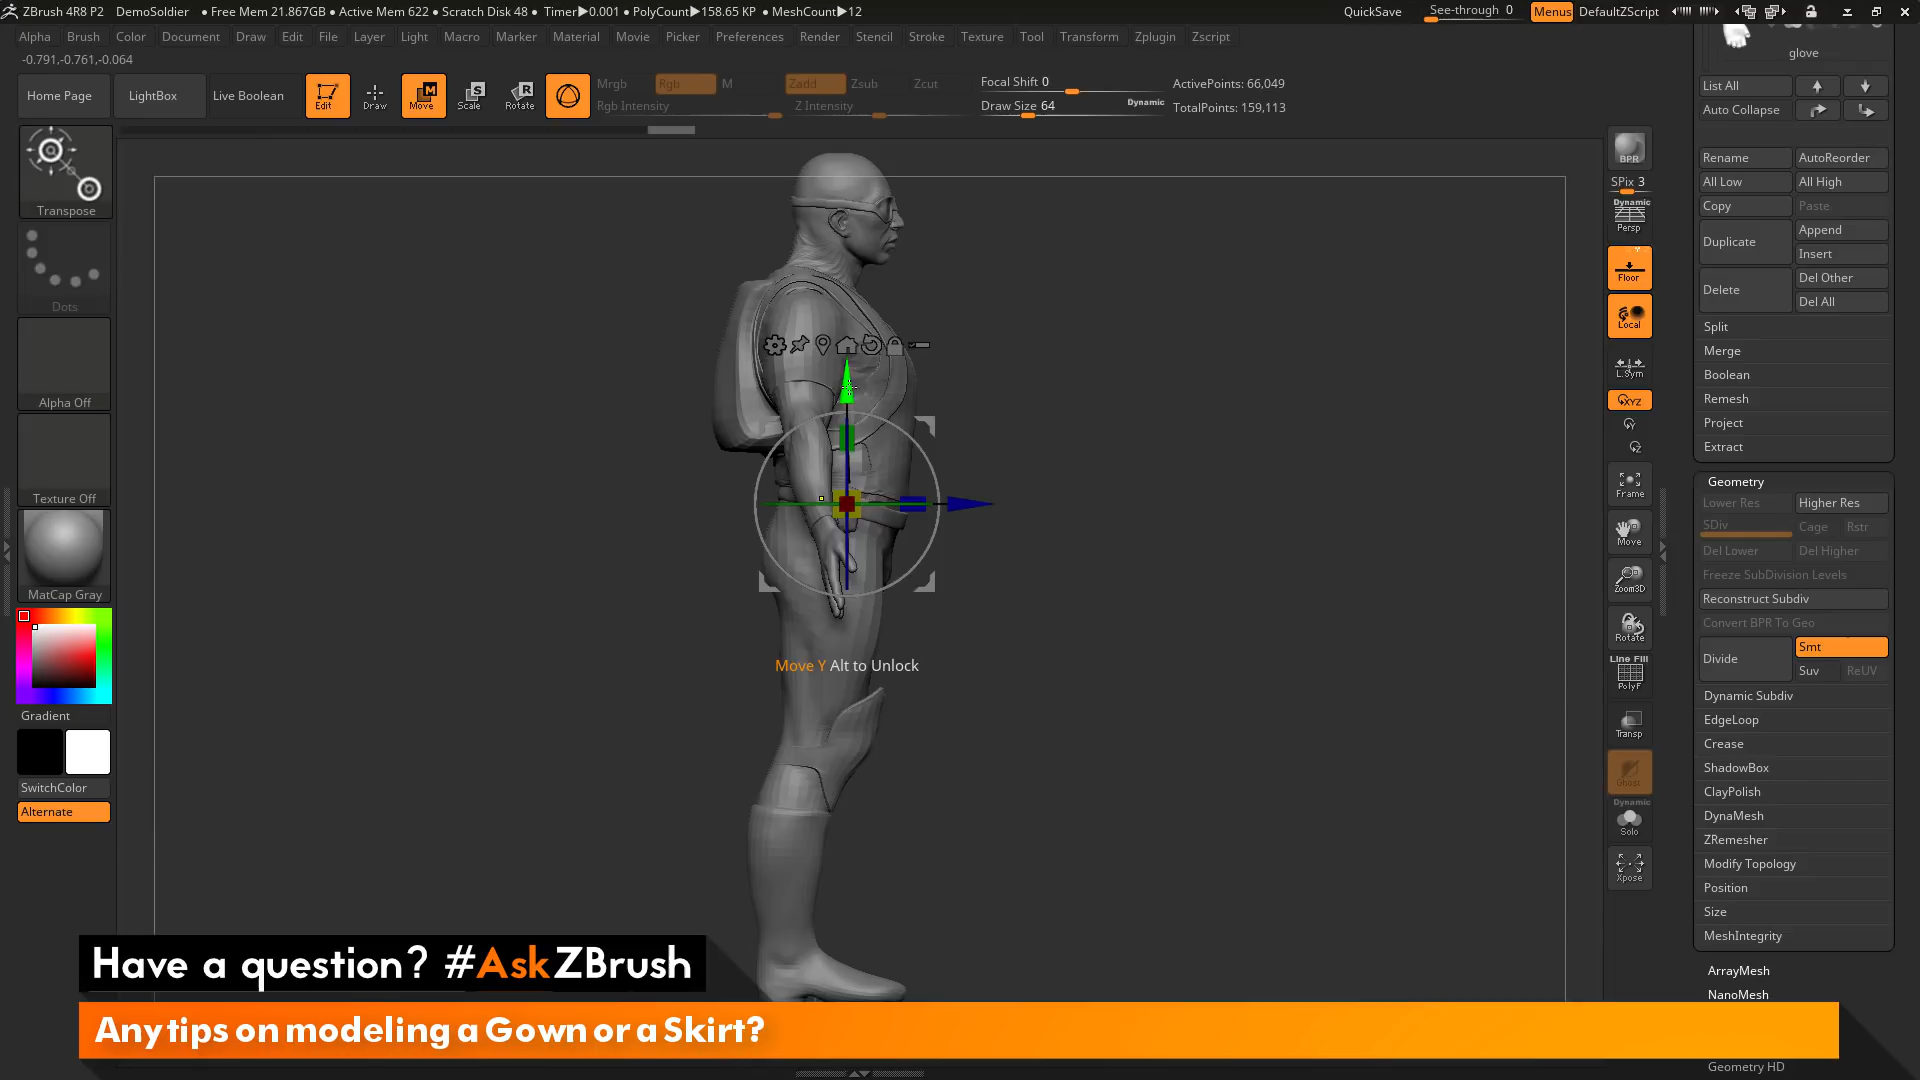 ZBrush 4R8 P2 DemoSoldier • Free Mem 21.867GB • Active Mem 622 • Scratch Disk 48 • Timer▶0.001 • PolyCount▶158.65 KP • MeshCount▶12 QuickSave See-through 0 Menus DefaultZScript
Alpha Brush Color Document Draw Edit File Layer Light Macro Marker Material Movie Picker Preferences Render Stencil Stroke Texture Tool Transform Zplugin Zscript
-0.791,-0.761,-0.064
Home Page LightBox Live Boolean Edit Draw Move Scale Rotate
Mrgb Rgb M Zadd Zsub Zcut
Rgb Intensity Z Intensity
Focal Shift 0
Draw Size 64 Dynamic
ActivePoints: 66,049
TotalPoints: 159,113
Transpose
Dots
Alpha Off
Texture Off
MatCap Gray
Gradient
SwitchColor
Alternate
Move Y Alt to Unlock
BPR
SPix 3
Dynamic
Persp
Floor
Local
L.Sym
XYZ
Y
Z
Frame
Move
Zoom3D
Rotate
Line Fill
PolyF
Transp
Ghost
Dynamic
Solo
Xpose
glove
List All
Auto Collapse
Rename AutoReorder
All Low All High
Copy Paste
Duplicate Append
Insert
Delete Del Other
Del All
Split
Merge
Boolean
Remesh
Project
Extract
Geometry
Lower Res Higher Res
SDiv Cage Rstr
Del Lower Del Higher
Freeze SubDivision Levels
Reconstruct Subdiv
Convert BPR To Geo
Divide Smt
Suv ReUV
Dynamic Subdiv
EdgeLoop
Crease
ShadowBox
ClayPolish
DynaMesh
ZRemesher
Modify Topology
Position
Size
MeshIntegrity
ArrayMesh
NanoMesh
Geometry HD
Have a question? #AskZBrush
Any tips on modeling a Gown or a Skirt?